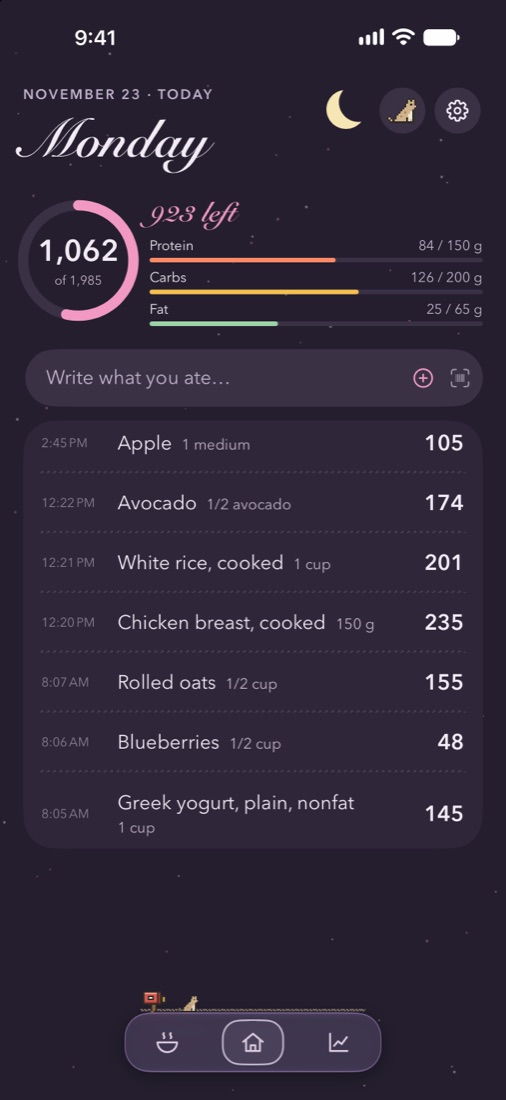 9:41
NOVEMBER 23 · TODAY
Monday
923 left
1,062
of 1,985
Protein 84 / 150 g
Carbs 126 / 200 g
Fat 25 / 65 g
Write what you ate…
2:45 PM Apple 1 medium 105
12:22 PM Avocado 1/2 avocado 174
12:21 PM White rice, cooked 1 cup 201
12:20 PM Chicken breast, cooked 150 g 235
8:07 AM Rolled oats 1/2 cup 155
8:06 AM Blueberries 1/2 cup 48
8:05 AM Greek yogurt, plain, nonfat 145
1 cup